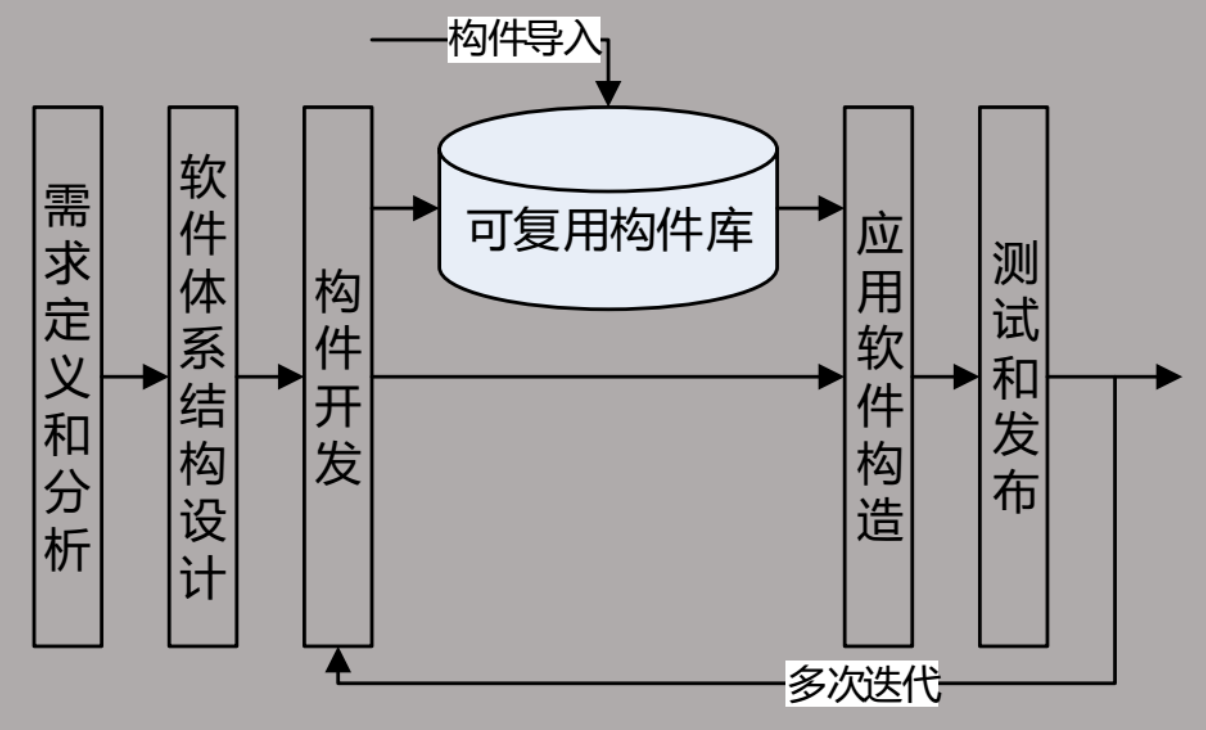 构件导入
需求定义和分析
软件体系结构设计
构件开发
可复用构件库
应用软件构造
测试和发布
多次迭代